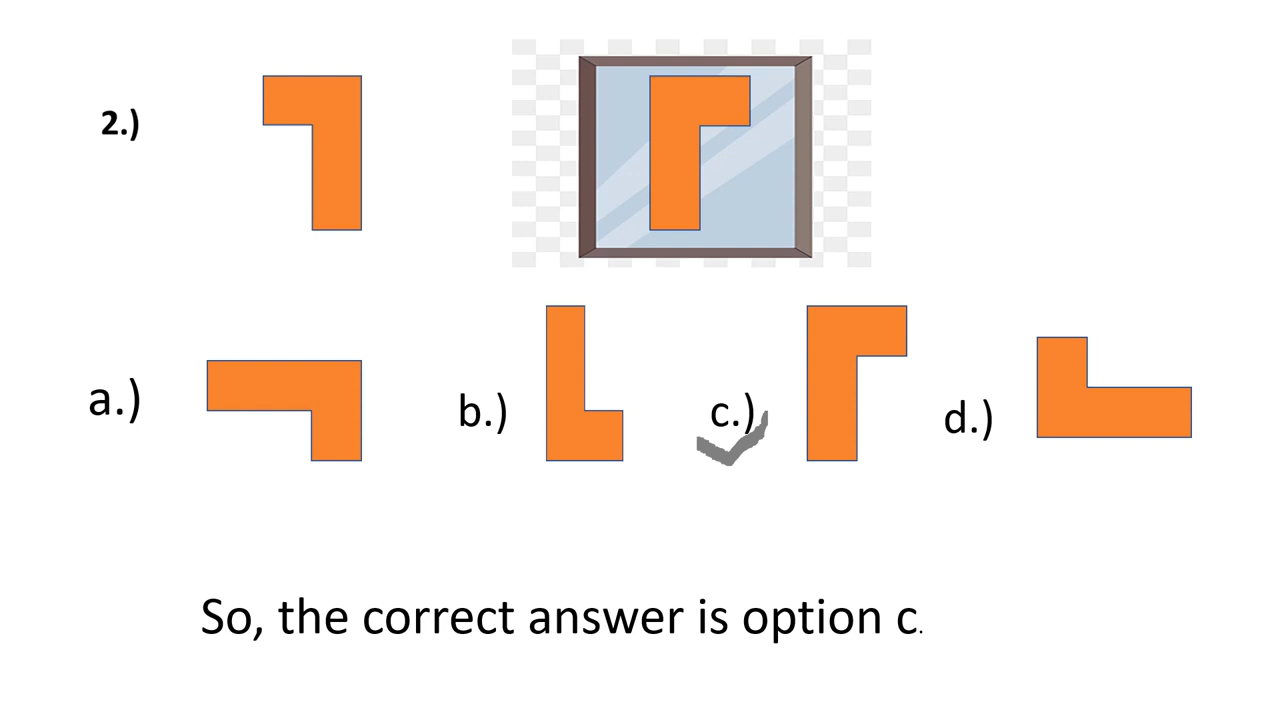 2.)
a.) b.) c.) d.)
So, the correct answer is option c.